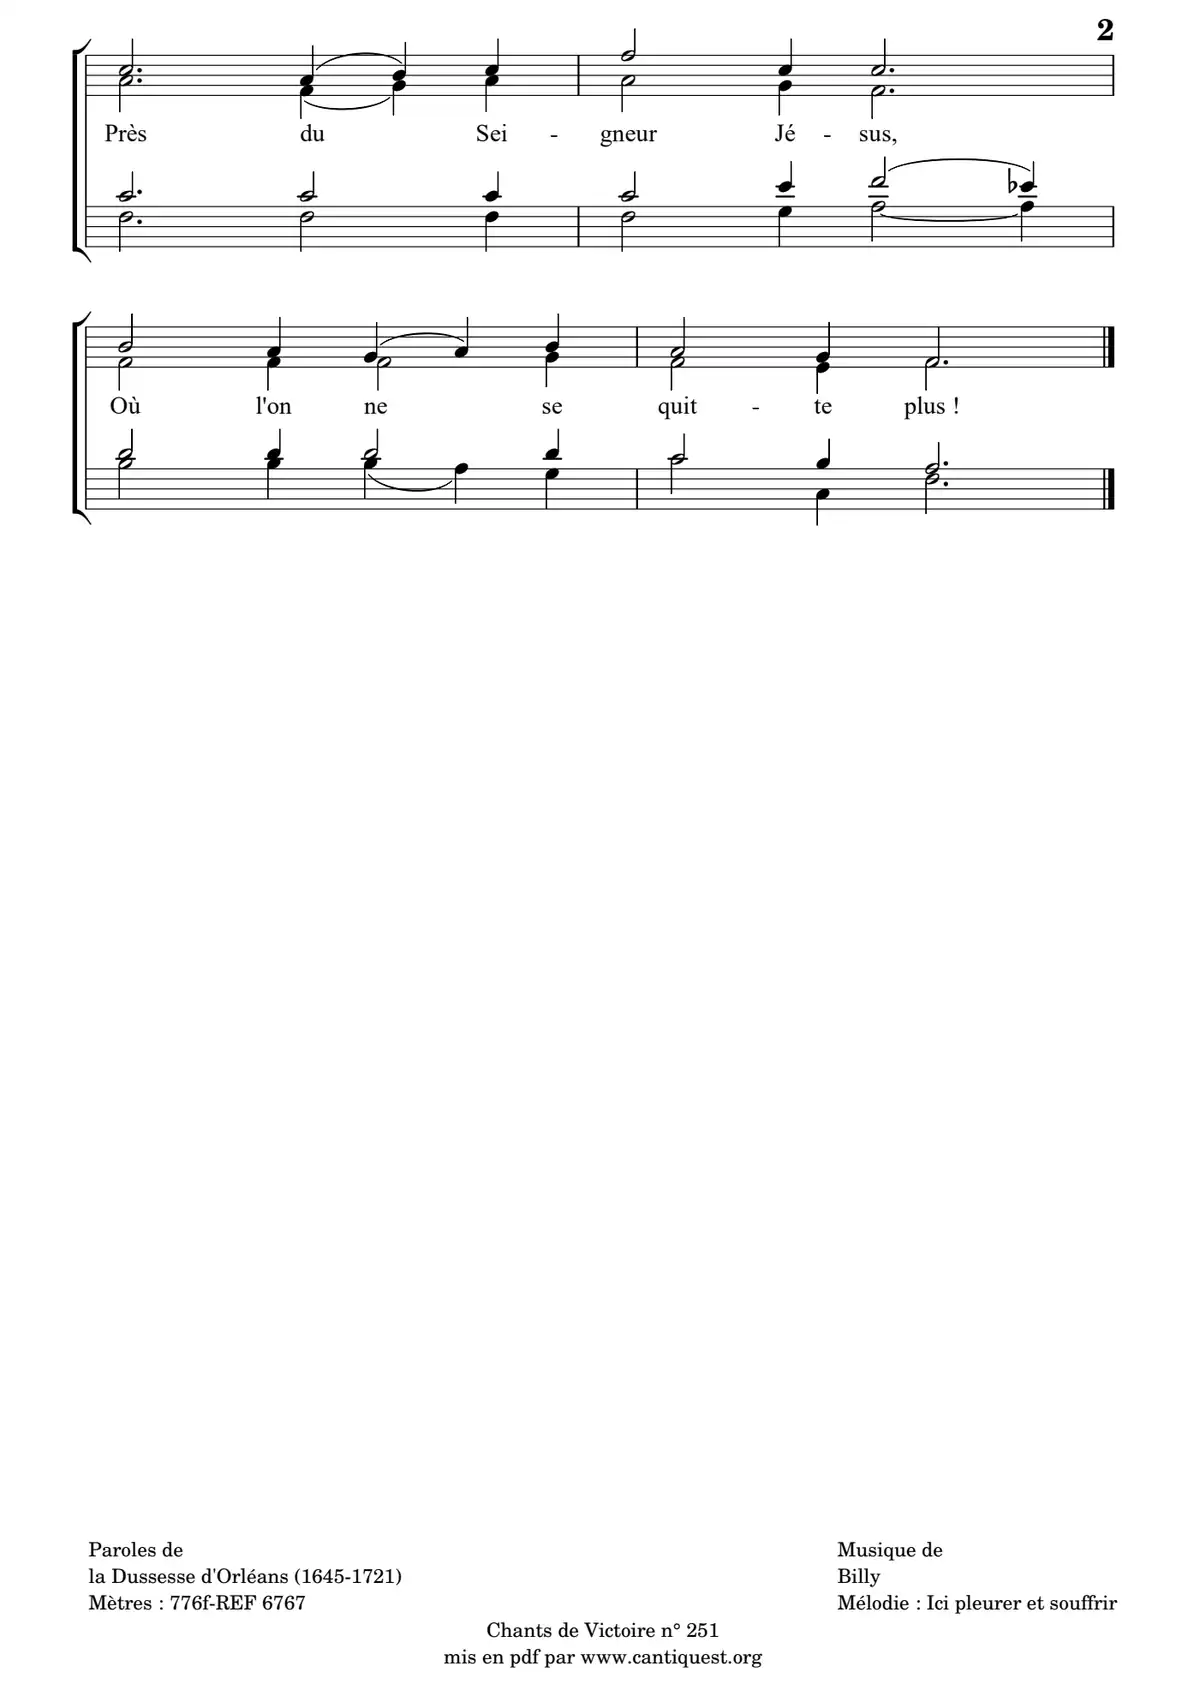 2
Près du Sei - gneur Jé - sus,
Où l'on ne se quit - te plus !
Paroles de
la Dussesse d'Orléans (1645-1721)
Mètres : 776f-REF 6767
Musique de
Billy
Mélodie : Ici pleurer et souffrir
Chants de Victoire n° 251
mis en pdf par www.cantiquest.org